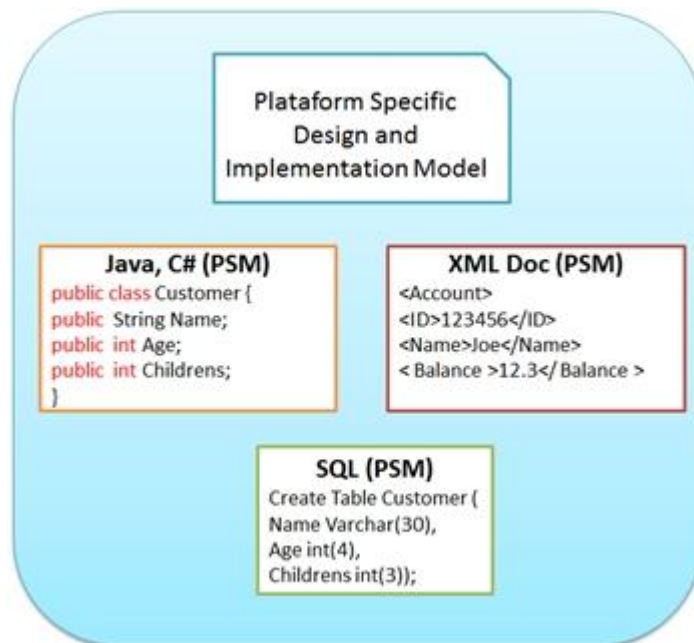 Plataform Specific
Design and
Implementation Model
Java, C# (PSM)
public class Customer {
public String Name;
public int Age;
public int Childrens;
}
XML Doc (PSM)
<Account>
<ID>123456</ID>
<Name>Joe</Name>
< Balance >12.3</ Balance >
SQL (PSM)
Create Table Customer (
Name Varchar(30),
Age int(4),
Childrens int(3));